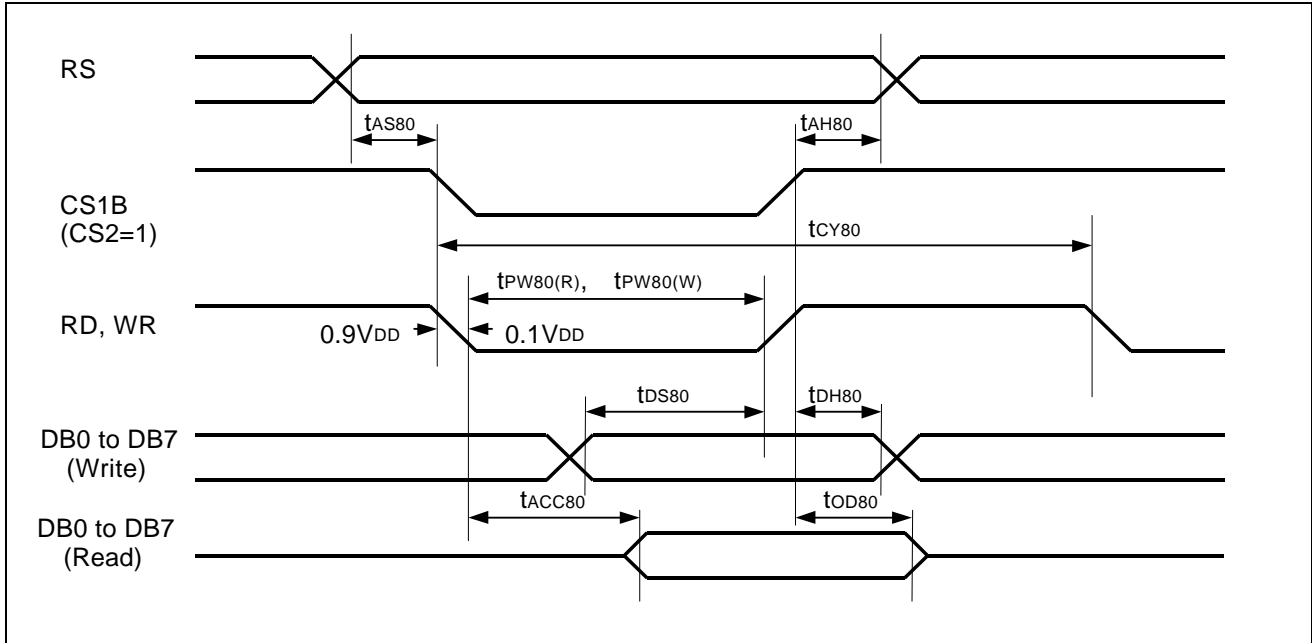 RS
tAS80
tAH80
CS1B
(CS2=1)
tCY80
tPW80(R), tPW80(W)
RD, WR
0.9VDD
0.1VDD
tDS80
tDH80
DB0 to DB7
(Write)
tACC80
tOD80
DB0 to DB7
(Read)